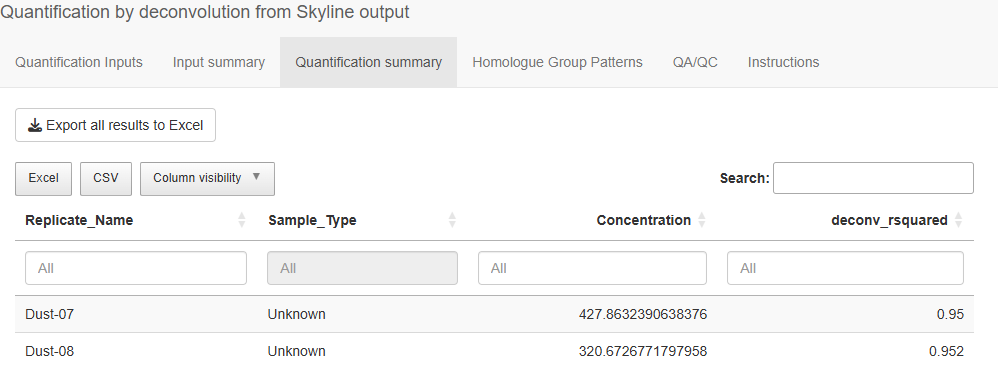 Quantification by deconvolution from Skyline output
Quantification Inputs Input summary Quantification summary Homologue Group Patterns QA/QC Instructions
Export all results to Excel
Excel CSV Column visibility Search:
Replicate_Name Sample_Type Concentration deconv_rsquared
All All All All
Dust-07 Unknown 427.8632390638376 0.95
Dust-08 Unknown 320.6726771797958 0.952